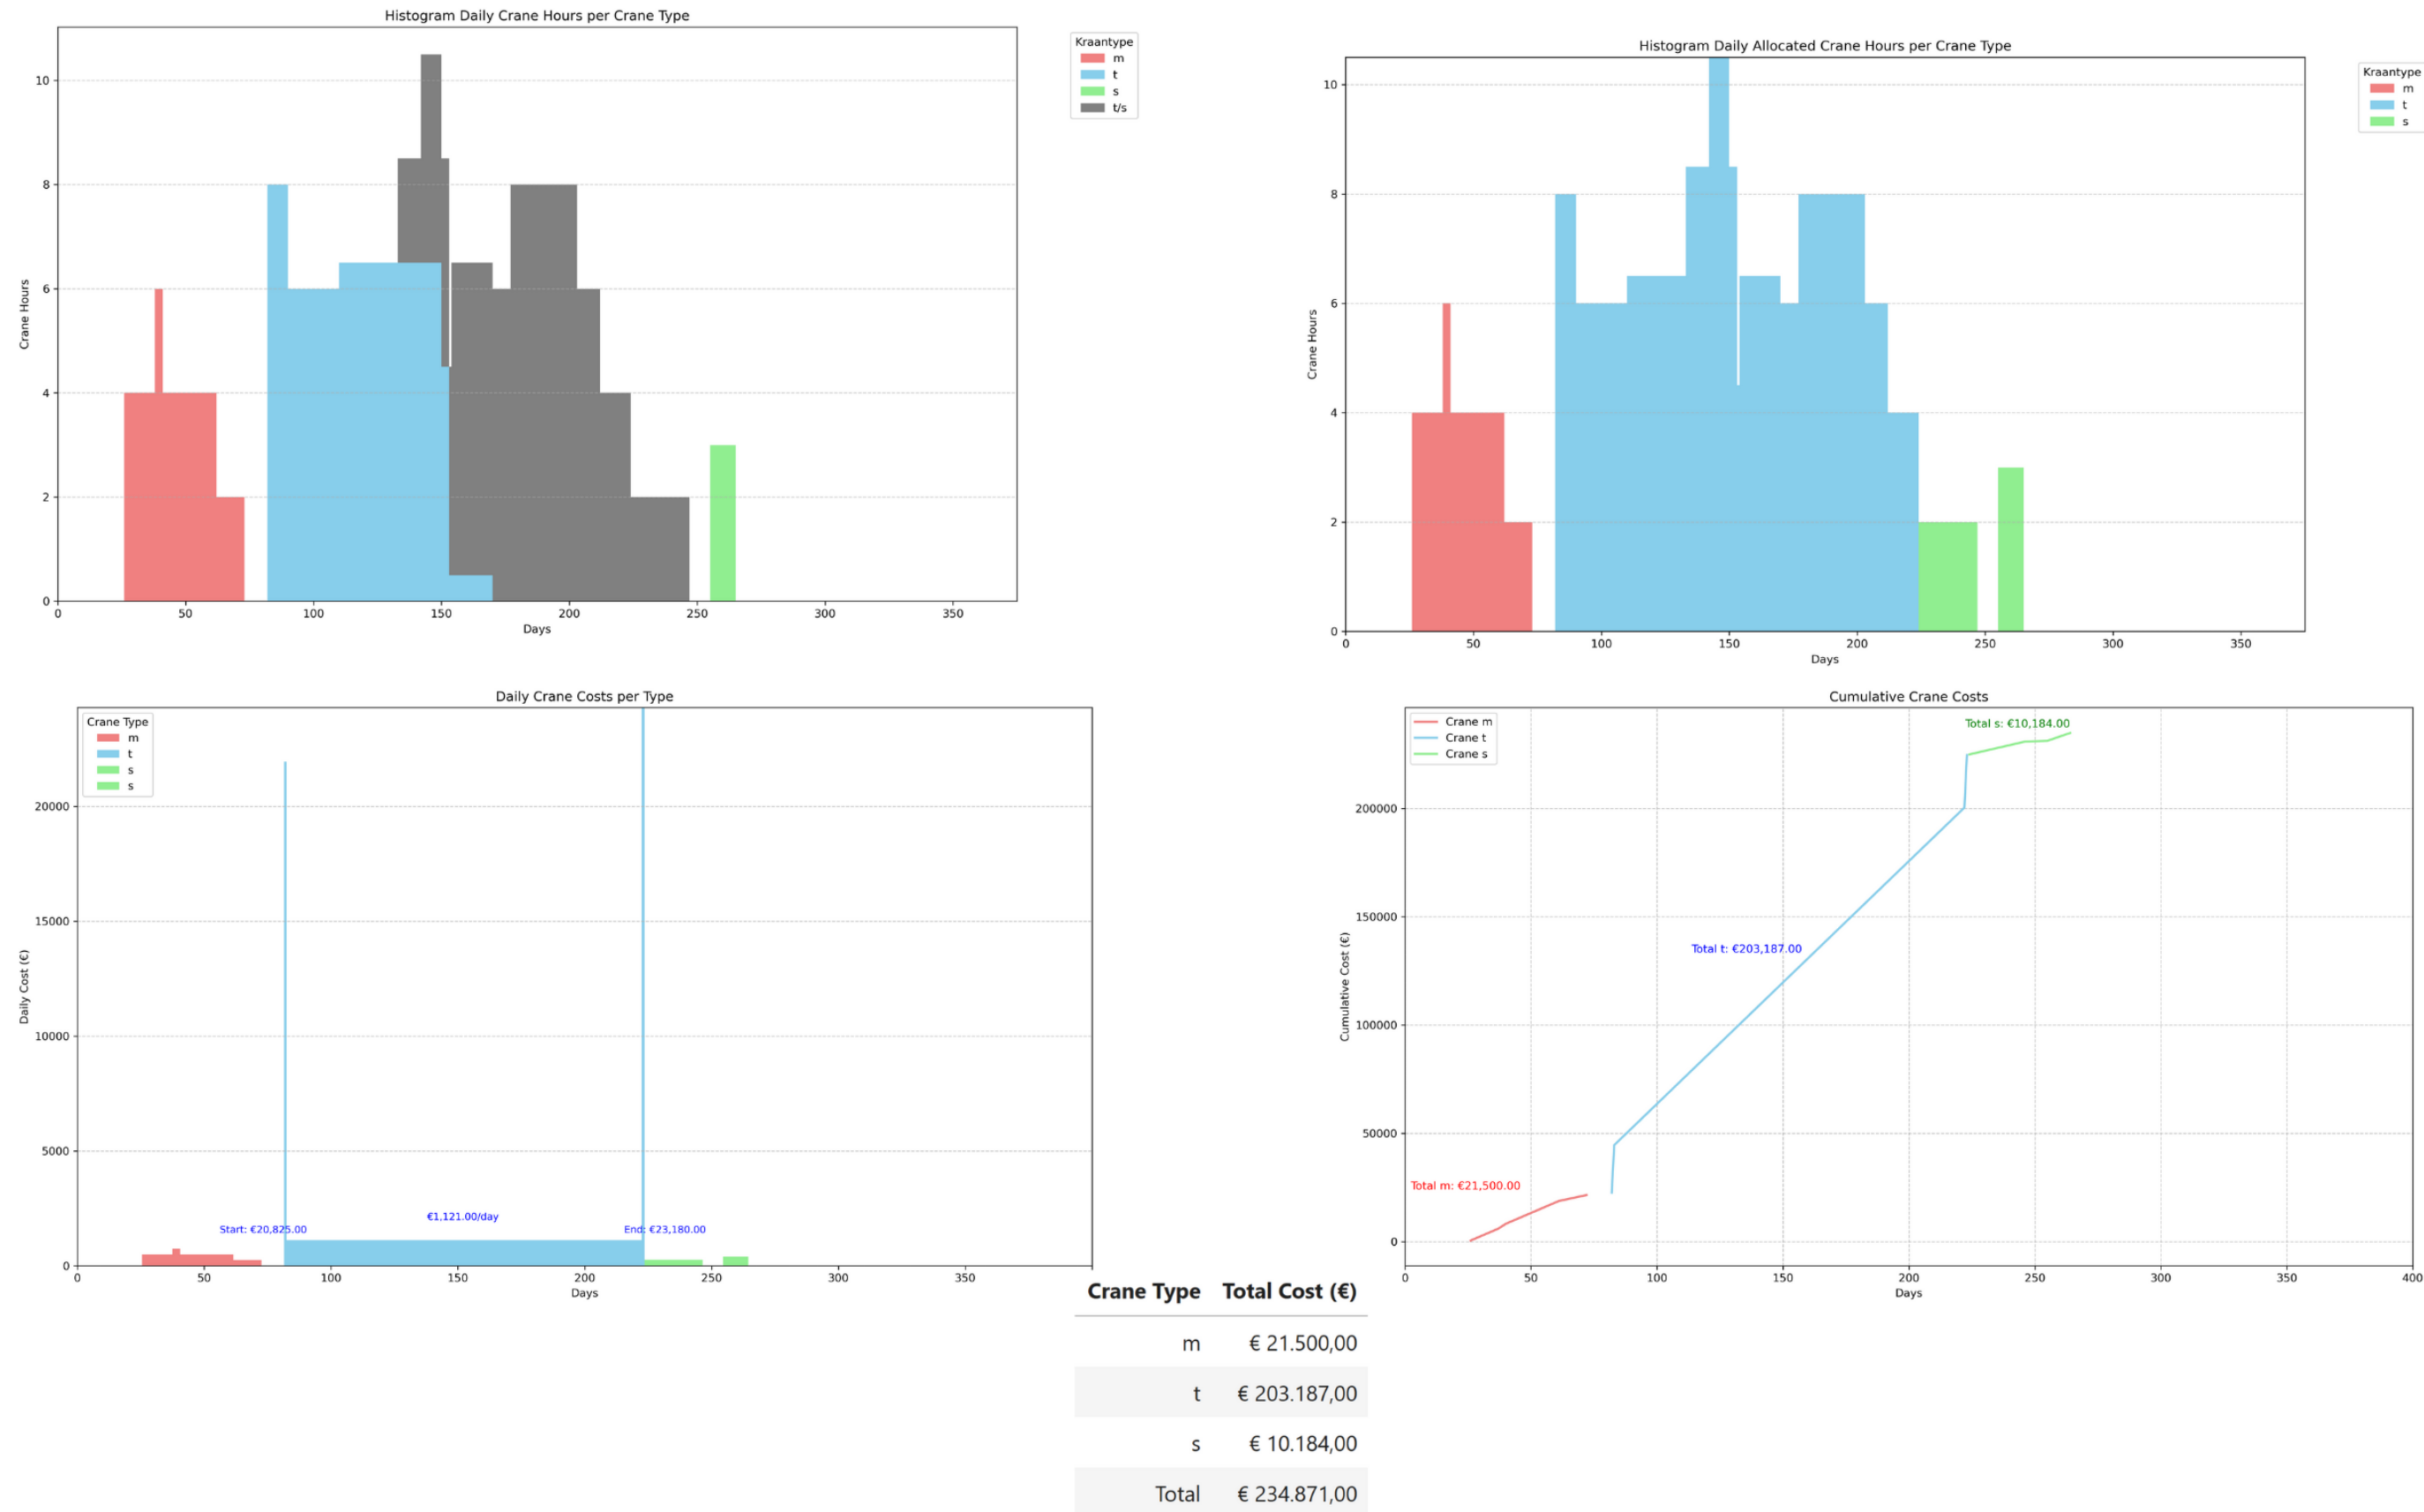 Histogram Daily Crane Hours per Crane Type
Crane Hours
10
8
6
4
2
0
0 50 100 150 200 250 300 350
Days
Kraantype
m
t
s
t/s
Histogram Daily Allocated Crane Hours per Crane Type
Crane Hours
10
8
6
4
2
0
0 50 100 150 200 250 300 350
Days
Kraantype
m
t
s
Daily Crane Costs per Type
Crane Type
m
t
s
s
Daily Cost (€)
20000
15000
10000
5000
0
€1,121.00/day
Start: €20,825.00
End: €23,180.00
0 50 100 150 200 250 300 350
Days
Cumulative Crane Costs
Crane m
Crane t
Crane s
Total s: €10,184.00
Cumulative Cost (€)
200000
150000
100000
50000
0
Total t: €203,187.00
Total m: €21,500.00
0 50 100 150 200 250 300 350 400
Days
Crane Type Total Cost (€)
m € 21.500,00
t € 203.187,00
s € 10.184,00
Total € 234.871,00